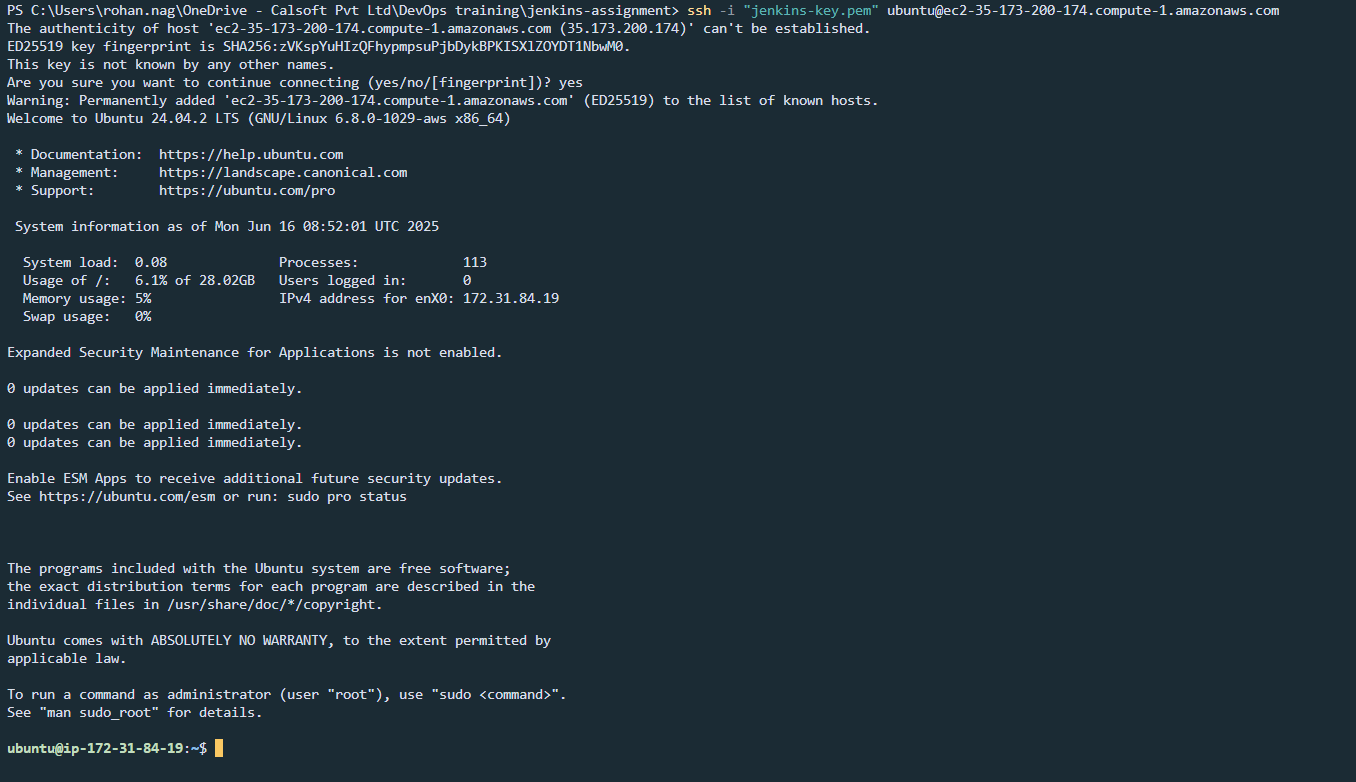 PS C:\Users\rohan.nag\OneDrive - Calsoft Pvt Ltd\DevOps training\jenkins-assignment> ssh -i "jenkins-key.pem" ubuntu@ec2-35-173-200-174.compute-1.amazonaws.com
The authenticity of host 'ec2-35-173-200-174.compute-1.amazonaws.com (35.173.200.174)' can't be established.
ED25519 key fingerprint is SHA256:zVKspYuHIzQFhypmpsuPjbDykBPKISXlZOYDT1NbwM0.
This key is not known by any other names.
Are you sure you want to continue connecting (yes/no/[fingerprint])? yes
Warning: Permanently added 'ec2-35-173-200-174.compute-1.amazonaws.com' (ED25519) to the list of known hosts.
Welcome to Ubuntu 24.04.2 LTS (GNU/Linux 6.8.0-1029-aws x86_64)

 * Documentation:  https://help.ubuntu.com
 * Management:     https://landscape.canonical.com
 * Support:        https://ubuntu.com/pro

 System information as of Mon Jun 16 08:52:01 UTC 2025

  System load:  0.08              Processes:             113
  Usage of /:   6.1% of 28.02GB   Users logged in:       0
  Memory usage: 5%                IPv4 address for enX0: 172.31.84.19
  Swap usage:   0%

Expanded Security Maintenance for Applications is not enabled.

0 updates can be applied immediately.

0 updates can be applied immediately.
0 updates can be applied immediately.

Enable ESM Apps to receive additional future security updates.
See https://ubuntu.com/esm or run: sudo pro status

The programs included with the Ubuntu system are free software;
the exact distribution terms for each program are described in the
individual files in /usr/share/doc/*/copyright.

Ubuntu comes with ABSOLUTELY NO WARRANTY, to the extent permitted by
applicable law.

To run a command as administrator (user "root"), use "sudo <command>".
See "man sudo_root" for details.

ubuntu@ip-172-31-84-19:~$